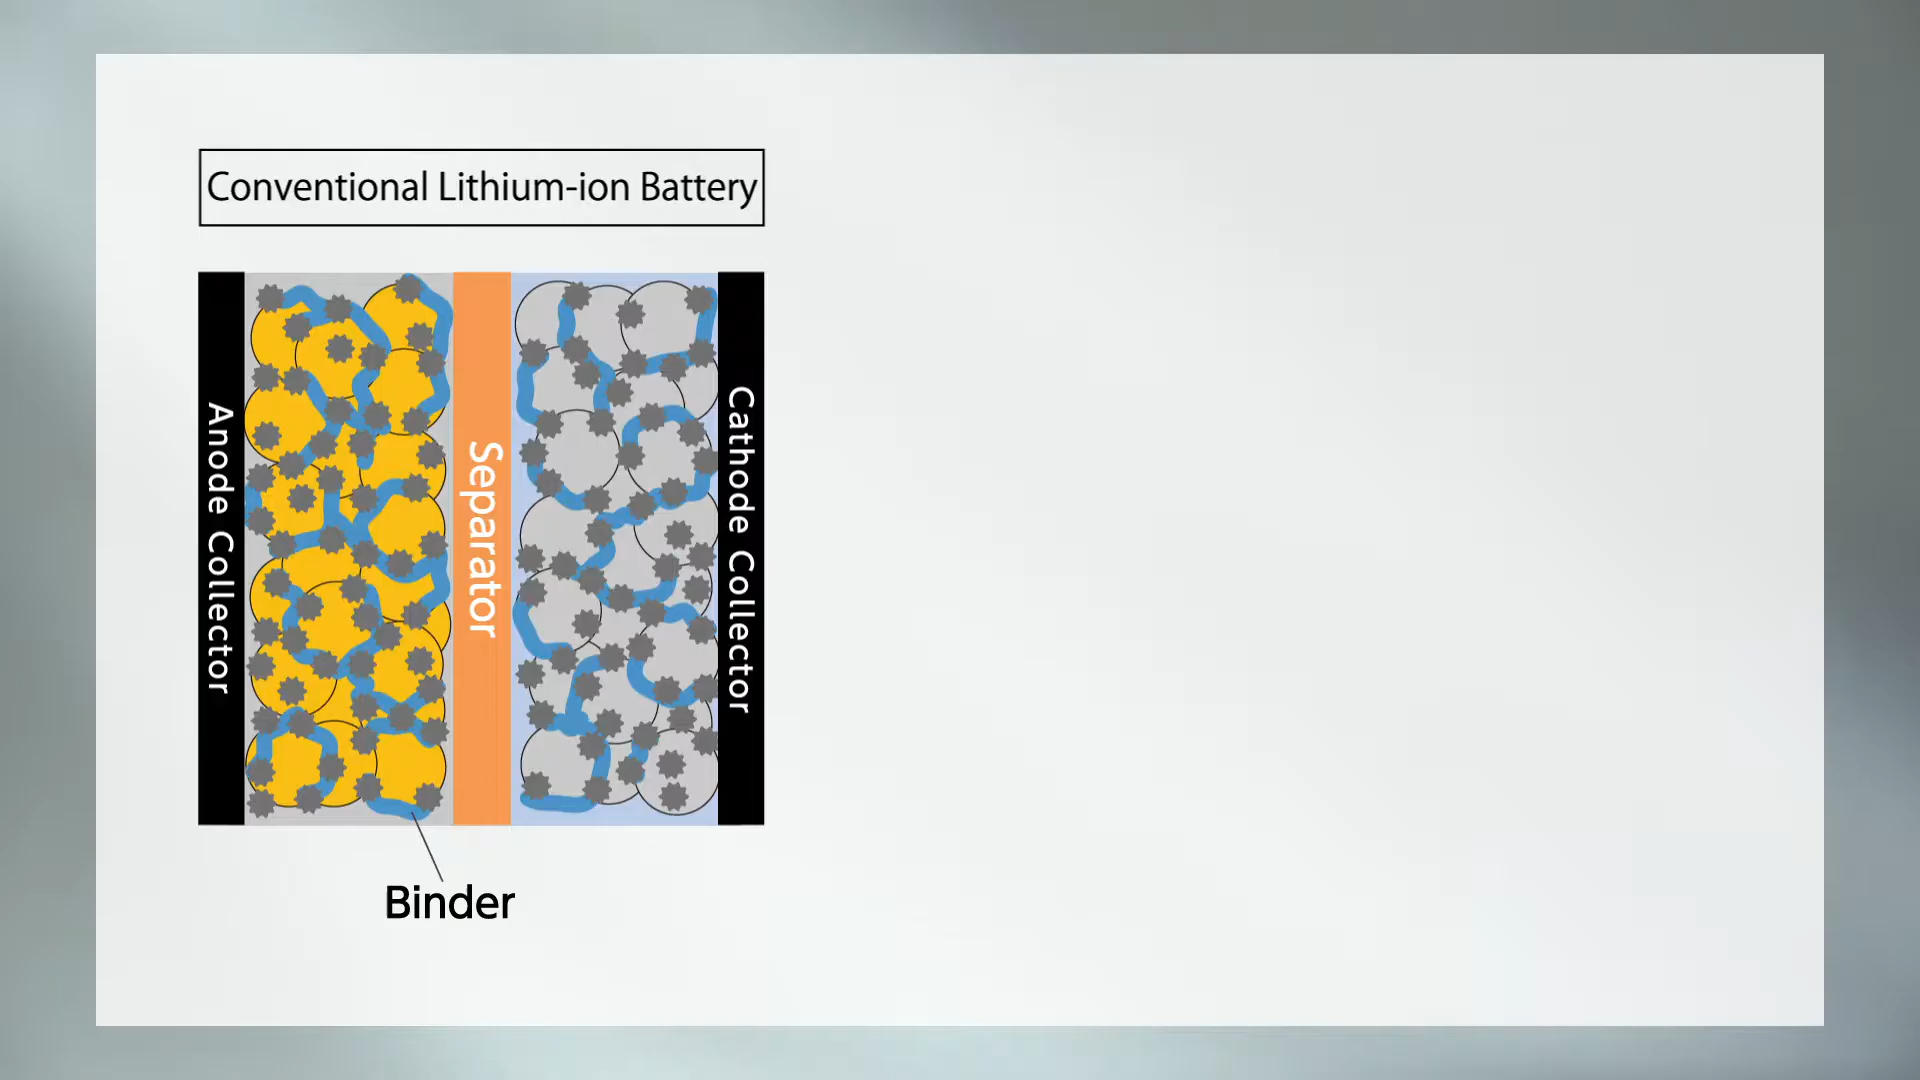 Conventional Lithium-ion Battery
Anode Collector
Separator
Cathode Collector
Binder